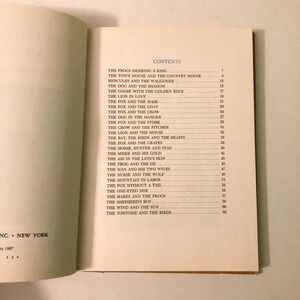 CONTENTS
THE FROGS DESIRING A KING 7
THE TOWN MOUSE AND THE COUNTRY MOUSE 9
HERCULES AND THE WAGGONER
THE DOG AND THE SHADOW
THE GOOSE WITH THE GOLDEN EGGS
THE LION IN LOVE
THE FOX AND THE MASK
THE FOX AND THE GOAT
THE FOX AND THE CROW
THE DOG IN THE MANGER
THE FOX AND THE STORK
THE CROW AND THE PITCHER
THE LION AND THE MOUSE
THE BAT, THE BIRDS AND THE BEASTS
THE FOX AND THE GRAPES
THE HORSE, HUNTER AND STAG
THE MISER AND HIS GOLD
THE ASS IN THE LION'S SKIN
THE FROG AND THE OX
THE MAN AND HIS TWO WIVES
THE NURSE AND THE WOLF
THE MOUNTAIN IN LABOR
THE FOX WITHOUT A TAIL
THE ONE-EYED DOE
THE HARES AND THE FROGS
THE SHEPHERD'S BOY
THE WIND AND THE SUN
THE TORTOISE AND THE BIRDS
INC. • NEW YORK
1987